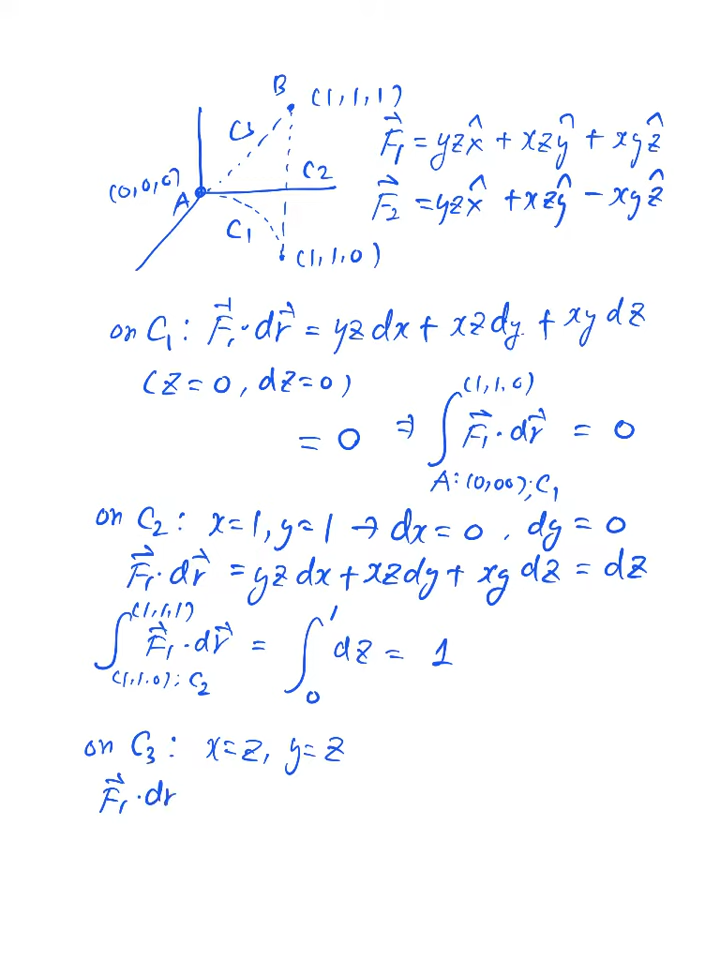 B (1,1,1)
C3
F⃗₁ = yz x̂ + xz ŷ + xy ẑ
C2
(0,0,0)
A
F⃗₂ = yz x̂ + xz ŷ − xy ẑ
C1
(1,1,0)
on C₁ : F⃗₁ · dr⃗ = yz dx + xz dy + xy dz
(z = 0, dz = 0)
= 0 ⇒ ∫_{A:(0,00);C₁}^{(1,1.0)} F⃗₁ · dr⃗ = 0
on C₂ : x=1, y=1 → dx = 0, dy = 0
F⃗₁ · dr⃗ = yz dx + xz dy + xy dz = dz
∫_{(1,1.0); C₂}^{(1,1,1)} F⃗₁ · dr⃗ = ∫_0^1 dz = 1
on C₃ : x=z, y=z
F⃗₁ · dr